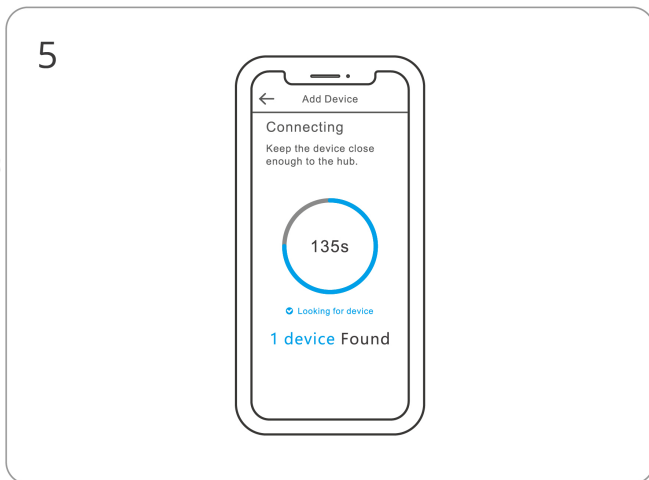 5
Add Device
Connecting
Keep the device close
enough to the hub.
135s
Looking for device
1 device Found